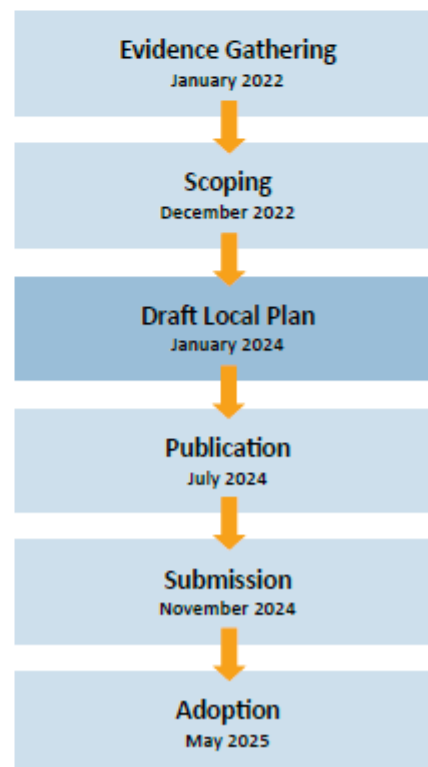 Evidence Gathering
January 2022
Scoping
December 2022
Draft Local Plan
January 2024
Publication
July 2024
Submission
November 2024
Adoption
May 2025